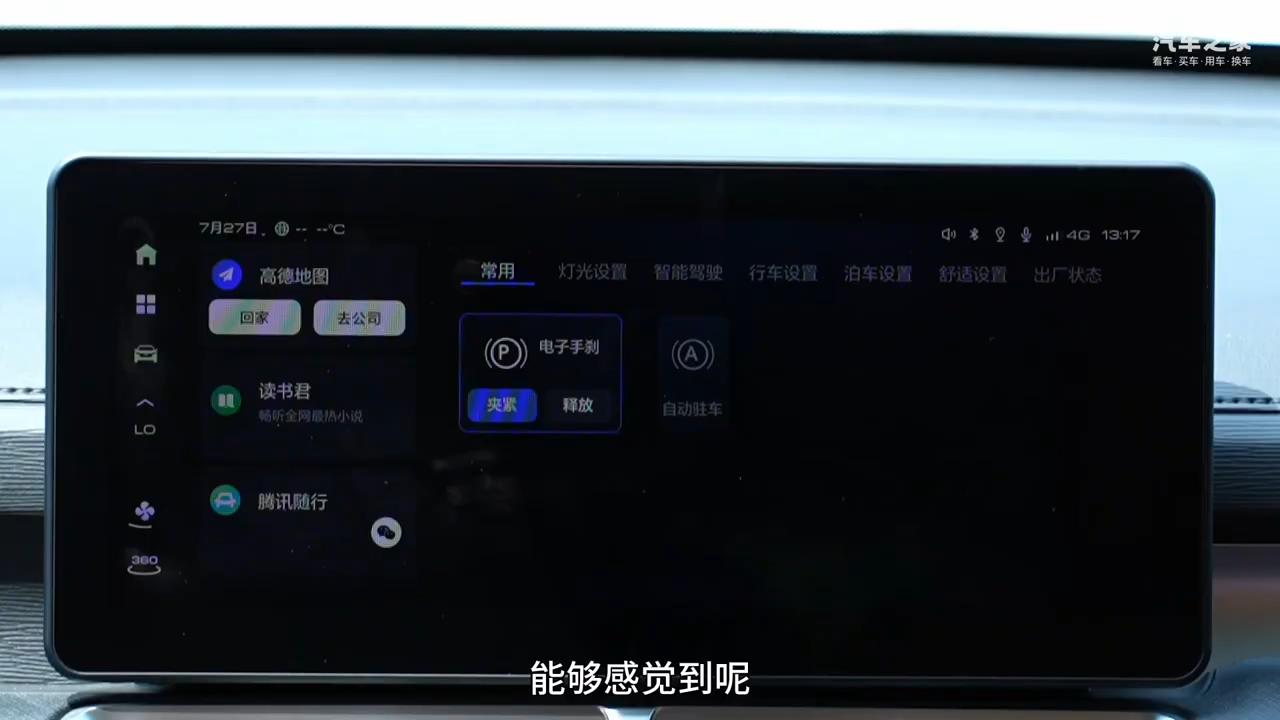 汽车之家
看车·买车·用车·换车
7月27日 -- --°C
4G 13:17
高德地图
回家 去公司
读书君
畅听全网最热小说
腾讯随行
LO
360
常用 灯光设置 智能驾驶 行车设置 泊车设置 舒适设置 出厂状态
P 电子手刹
夹紧 释放
A
自动驻车
能够感觉到呢